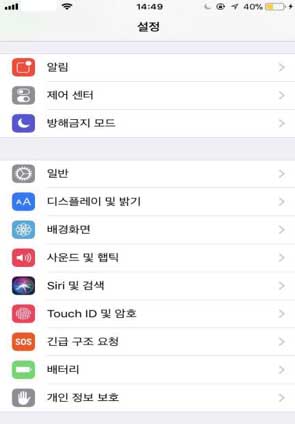 14:49
40%
설정
알림
제어 센터
방해금지 모드
일반
AA
디스플레이 및 밝기
배경화면
사운드 및 햅틱
Siri 및 검색
Touch ID 및 암호
SOS
긴급 구조 요청
배터리
개인 정보 보호